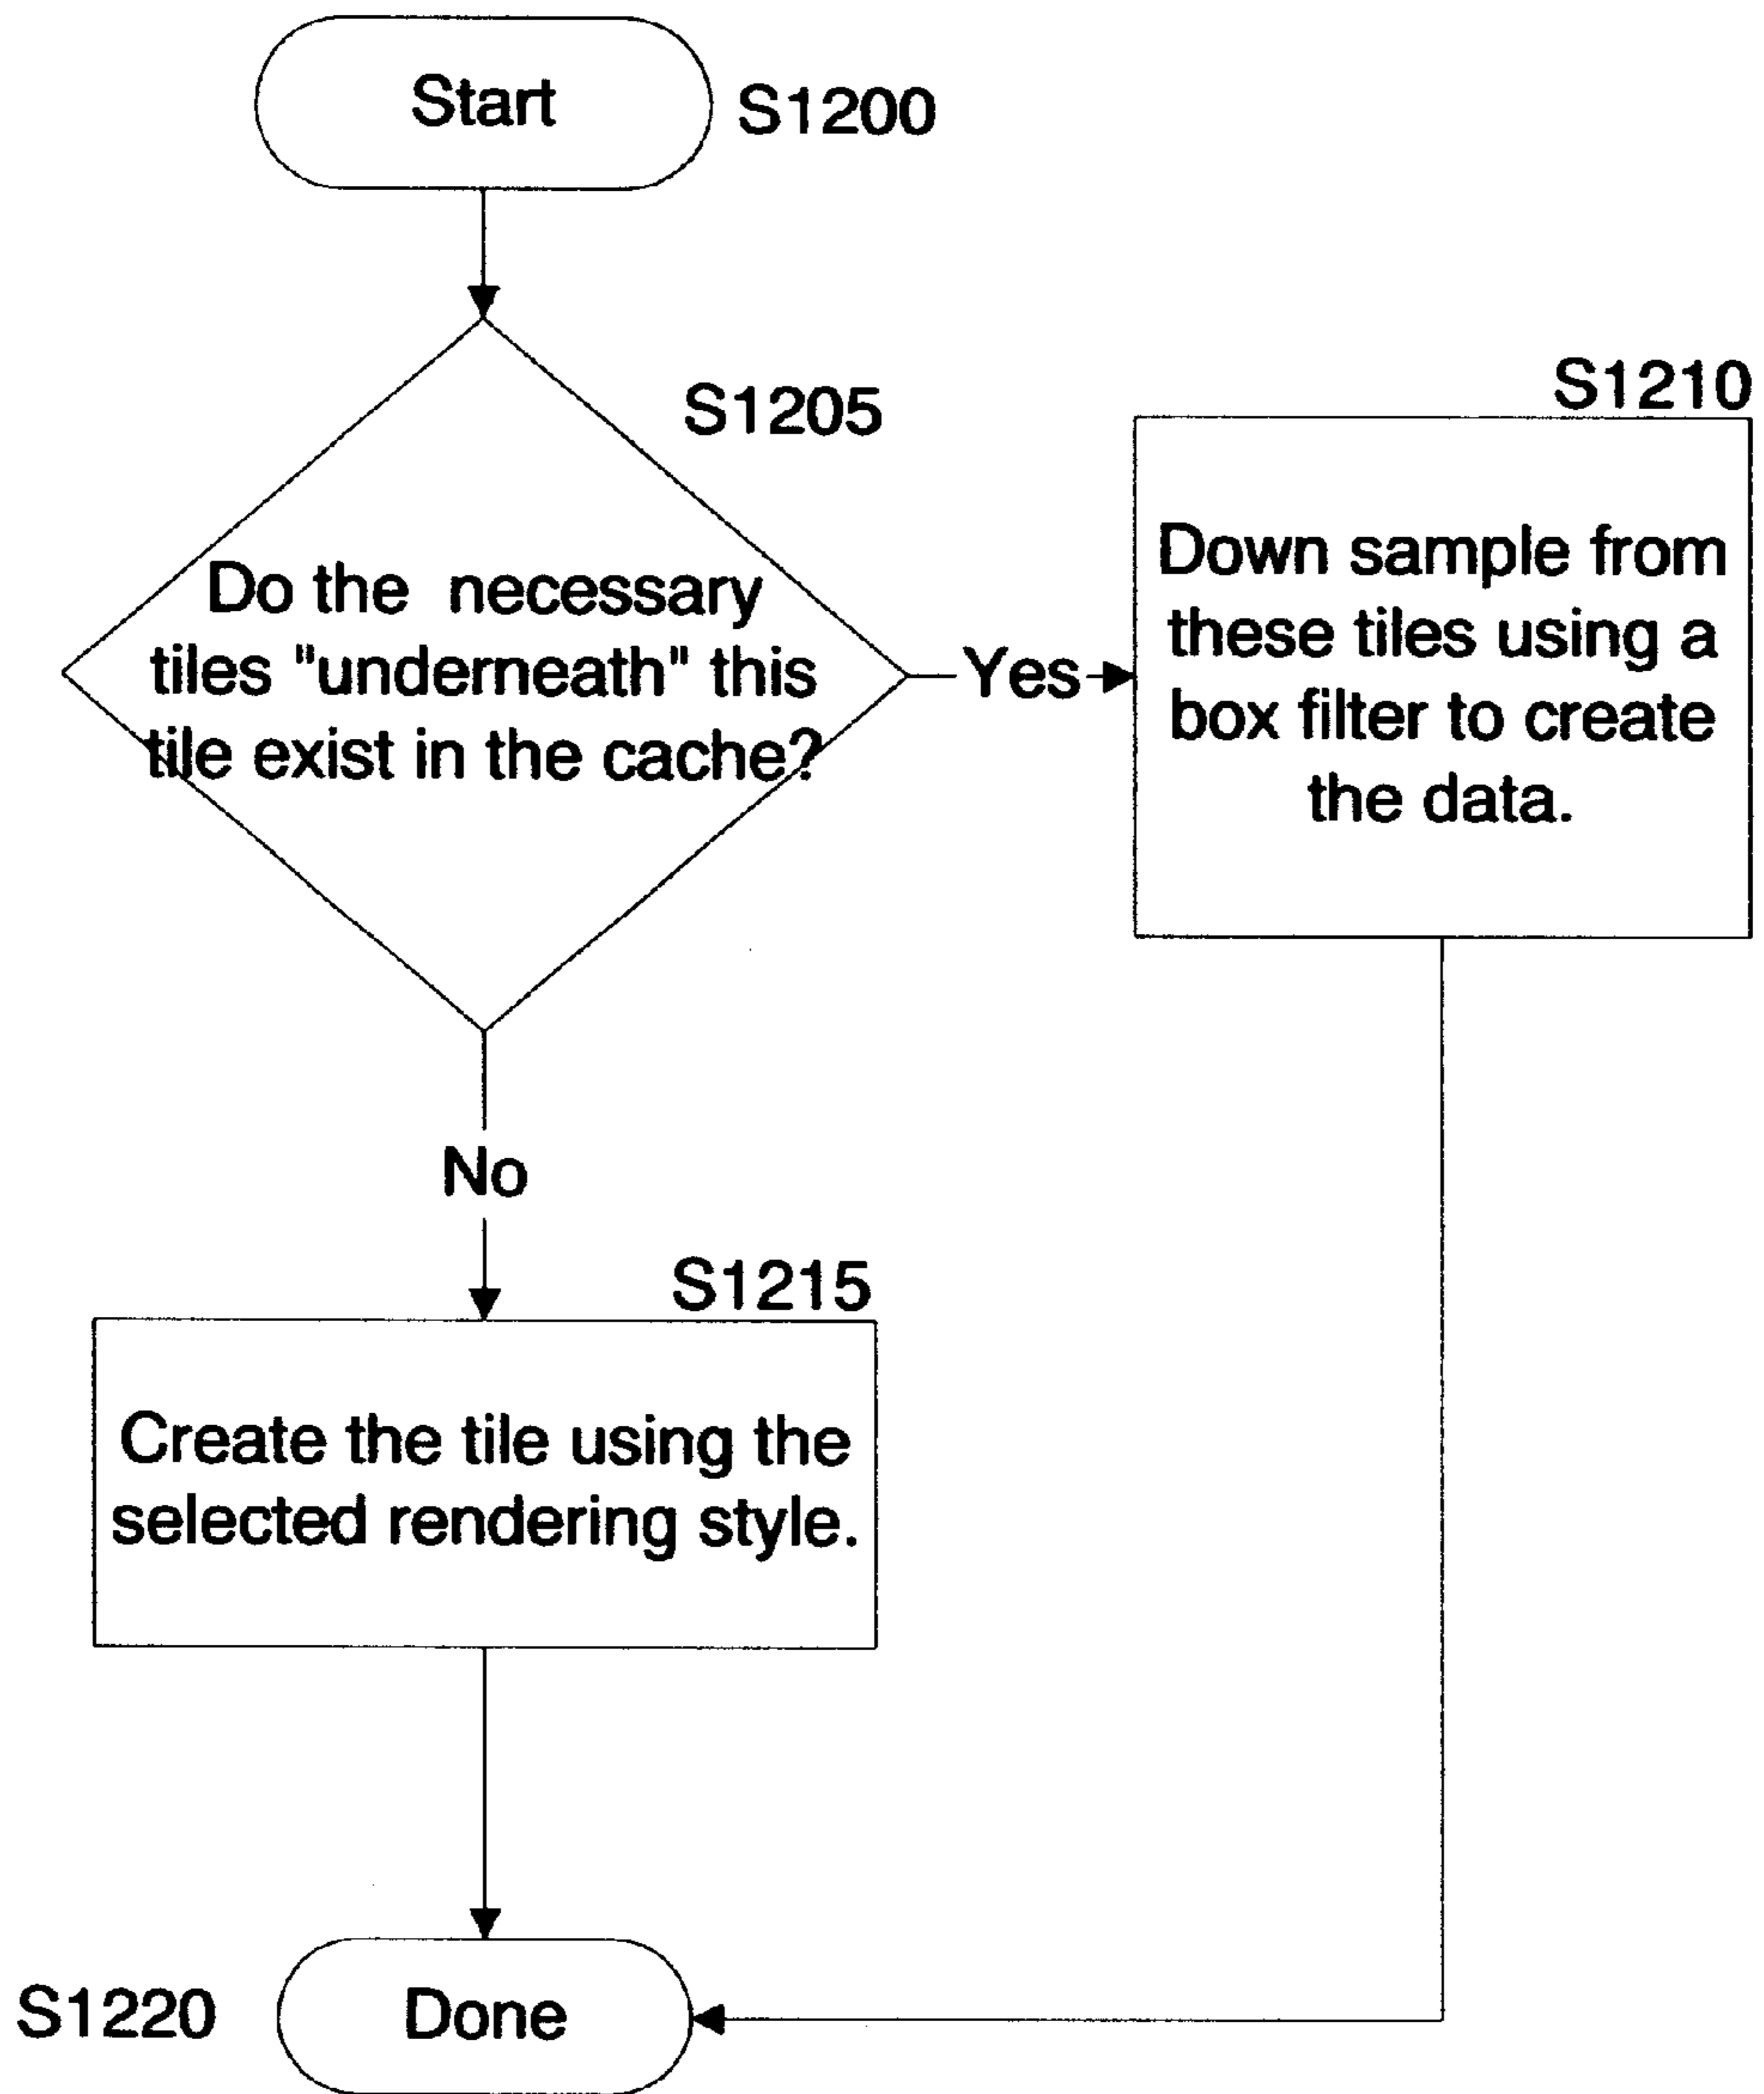 Start
S1200
S1205
Do the necessary
tiles "underneath" this
tile exist in the cache?
Yes
S1210
Down sample from
these tiles using a
box filter to create
the data.
No
S1215
Create the tile using the
selected rendering style.
S1220
Done